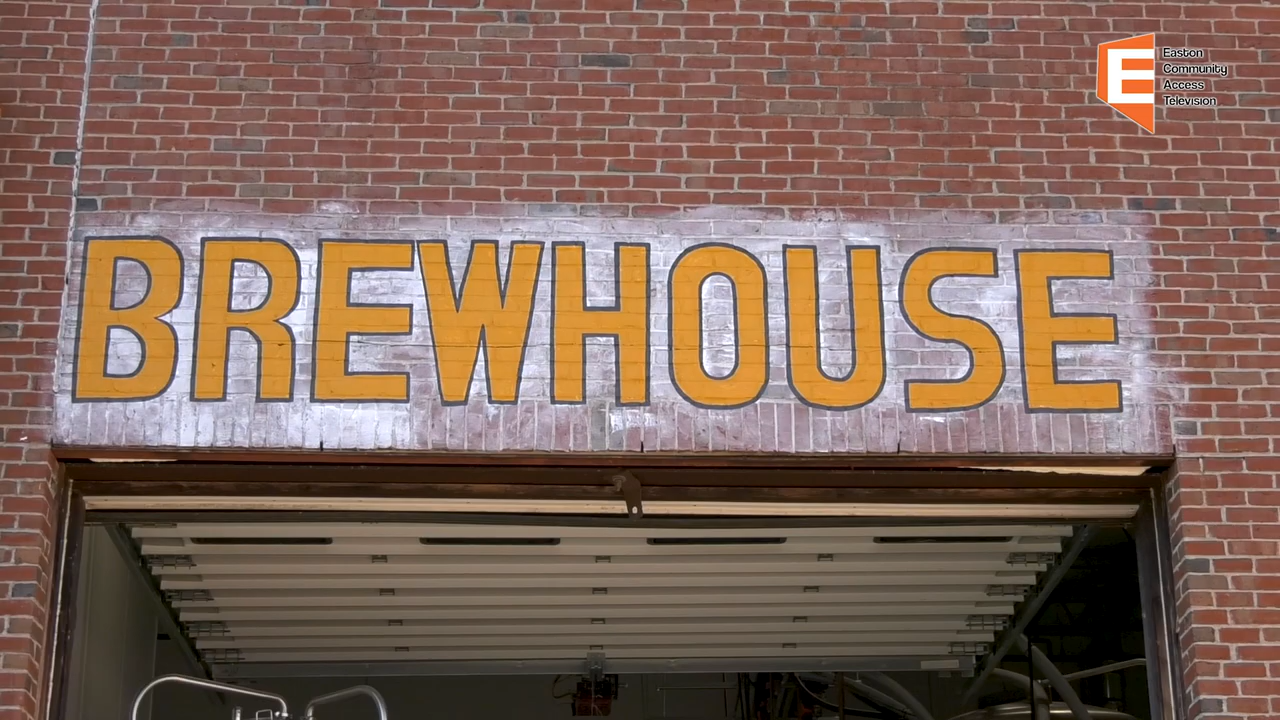 E
Easton
Community
Access
Television
BREWHOUSE